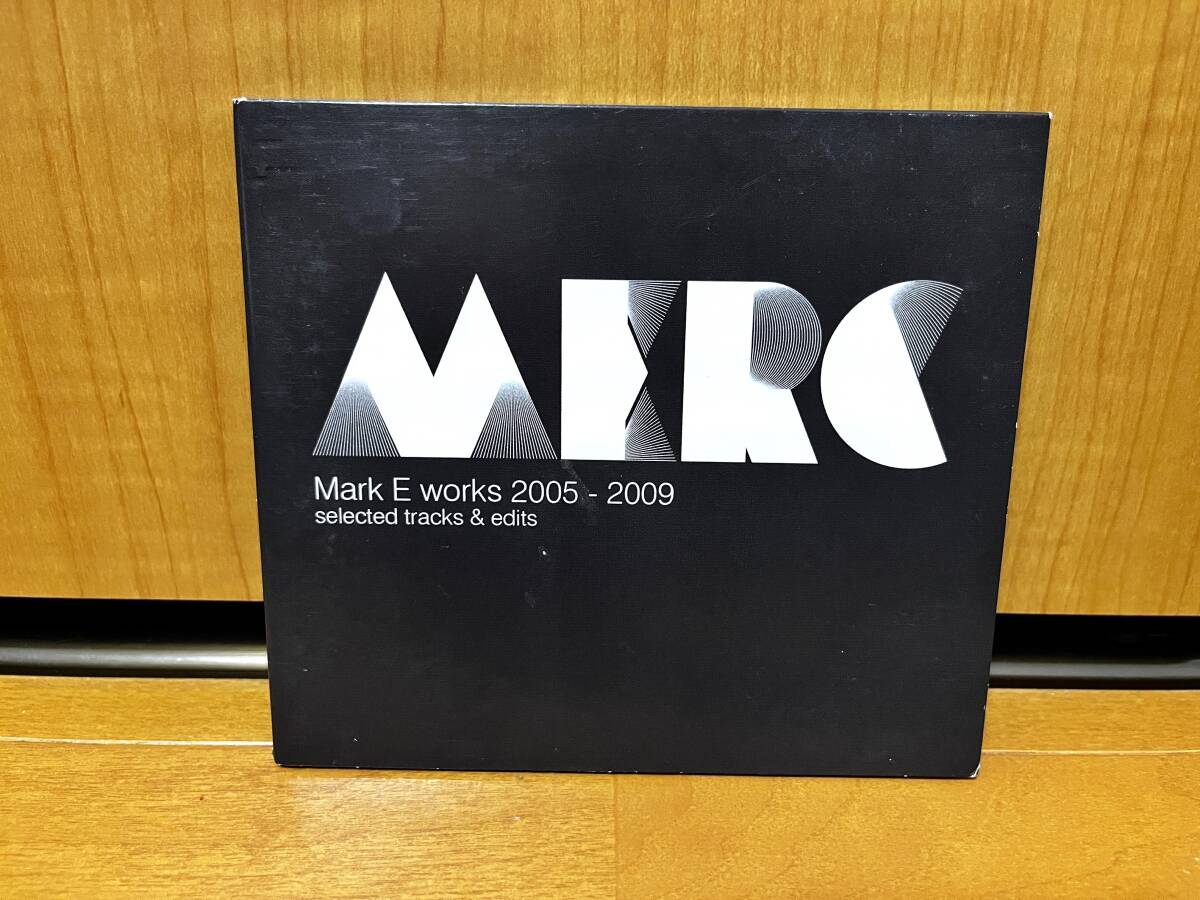 MERC
Mark E works 2005 - 2009
selected tracks & edits